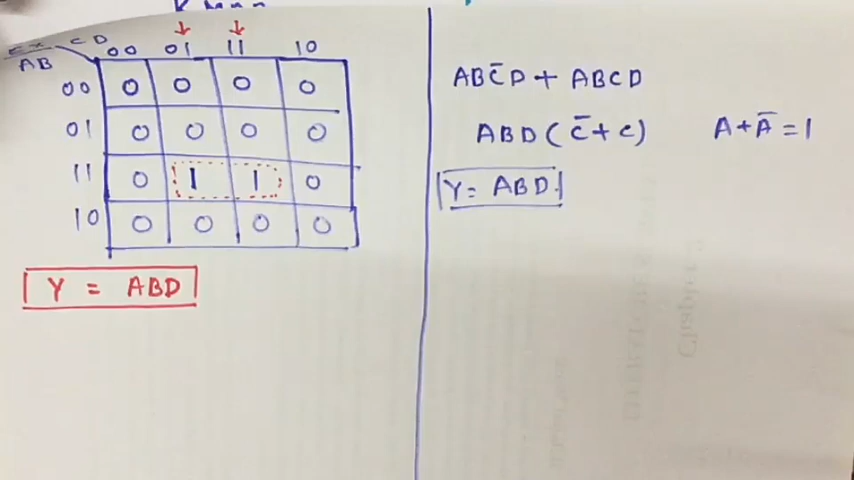 CD
AB
00 01 11 10
00 0 0 0 0
01 0 0 0 0
11 0 1 1 0
10 0 0 0 0
Y = ABD
ABC̄D + ABCD
ABD(C̄+C) A+Ā=1
Y= ABD.